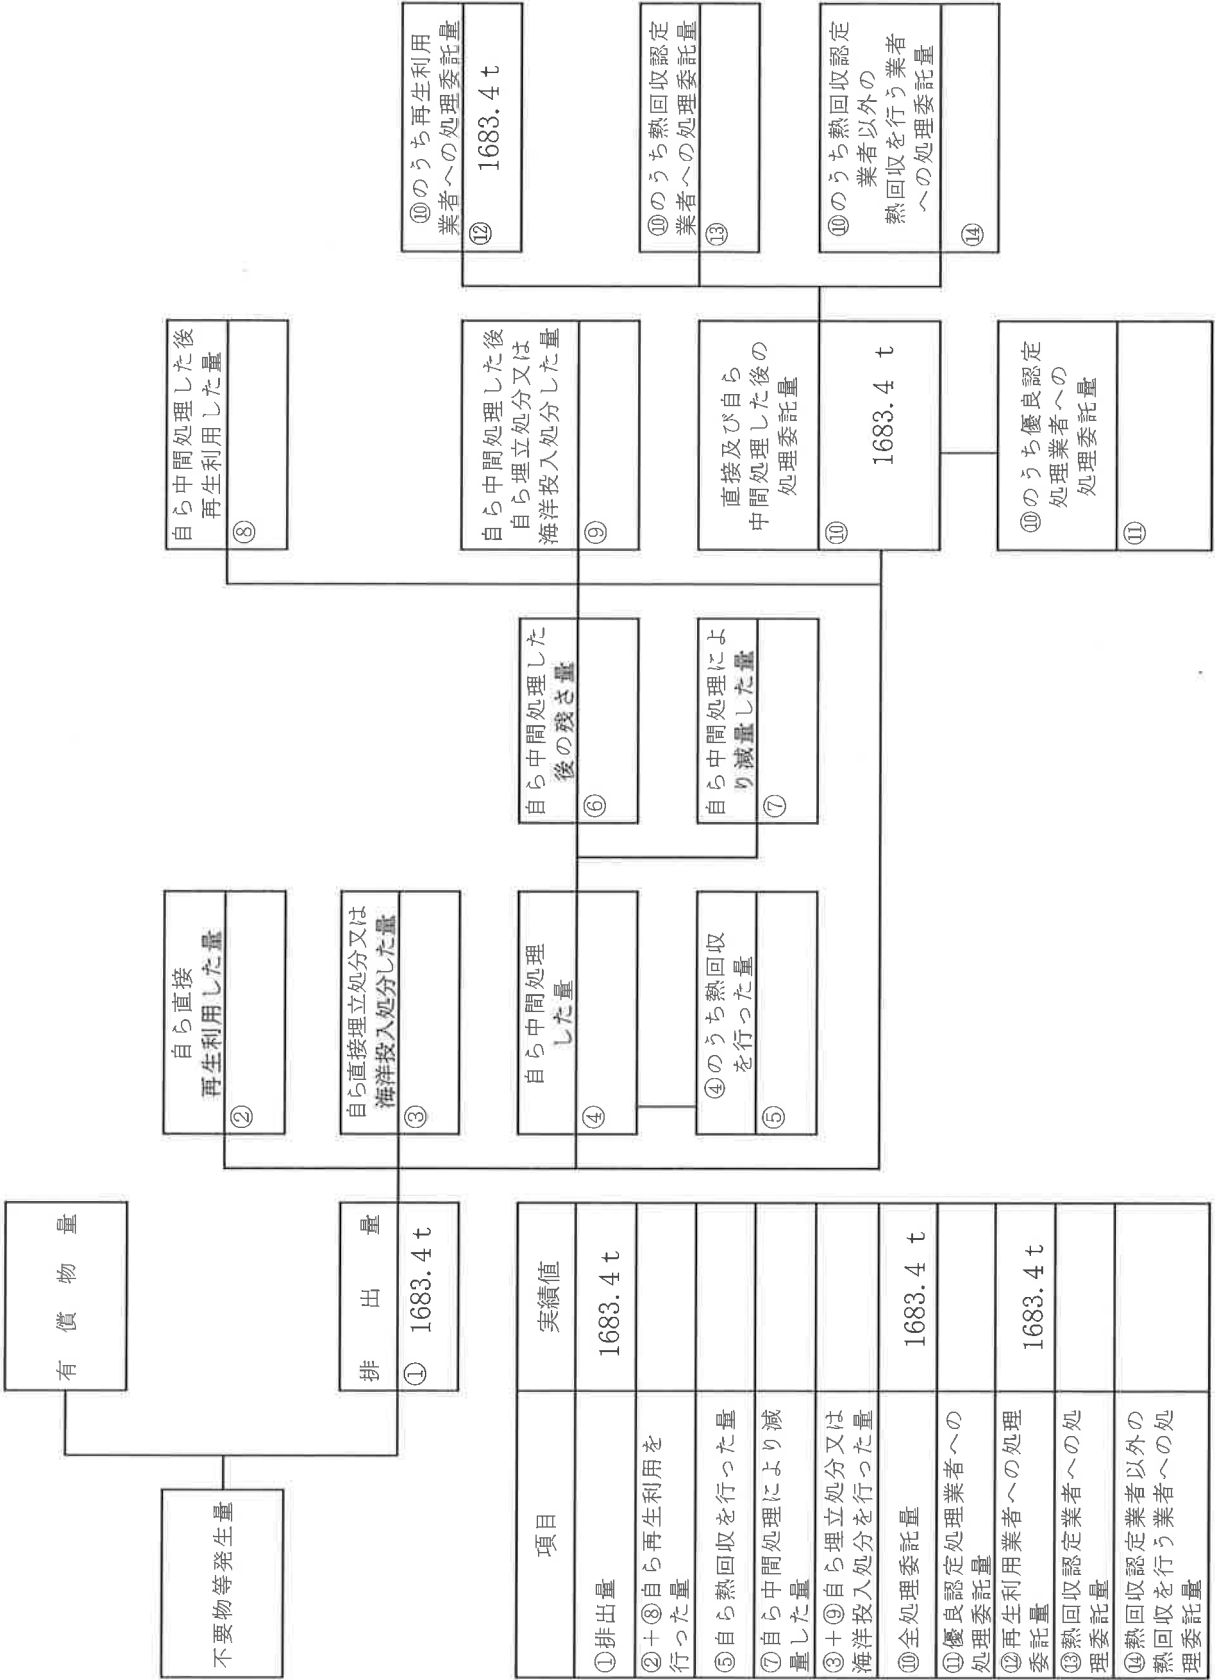 不要物等発生量
有償物量
排出量
① 1683.4 t
自ら直接
再生利用した量
②
自ら直接埋立処分又は
海洋投入処分した量
③
自ら中間処理
した量
④
④のうち熱回収
を行った量
⑤
自ら中間処理した
後の残さ量
⑥
自ら中間処理によ
り減量した量
⑦
自ら中間処理した後
再生利用した量
⑧
自ら中間処理した後
自ら埋立処分又は
海洋投入処分した量
⑨
直接及び自ら
中間処理した後の
処理委託量
⑩ 1683.4 t
⑩のうち優良認定
処理業者への
処理委託量
⑪
⑩のうち再生利用
業者への処理委託量
⑫ 1683.4 t
⑩のうち熱回収認定
業者への処理委託量
⑬
⑩のうち熱回収認定
業者以外の
熱回収を行う業者
への処理委託量
⑭
項目 実績値
①排出量 1683.4 t
②+⑧自ら再生利用を
行った量
⑤自ら熱回収を行った量
⑦自ら中間処理により減
量した量
③+⑨自ら埋立処分又は
海洋投入処分を行った量
⑩全処理委託量 1683.4 t
⑪優良認定処理業者への
処理委託量
⑫再生利用業者への処理
委託量 1683.4 t
⑬熱回収認定業者への処
理委託量
⑭熱回収認定業者以外の
熱回収を行う業者への処
理委託量